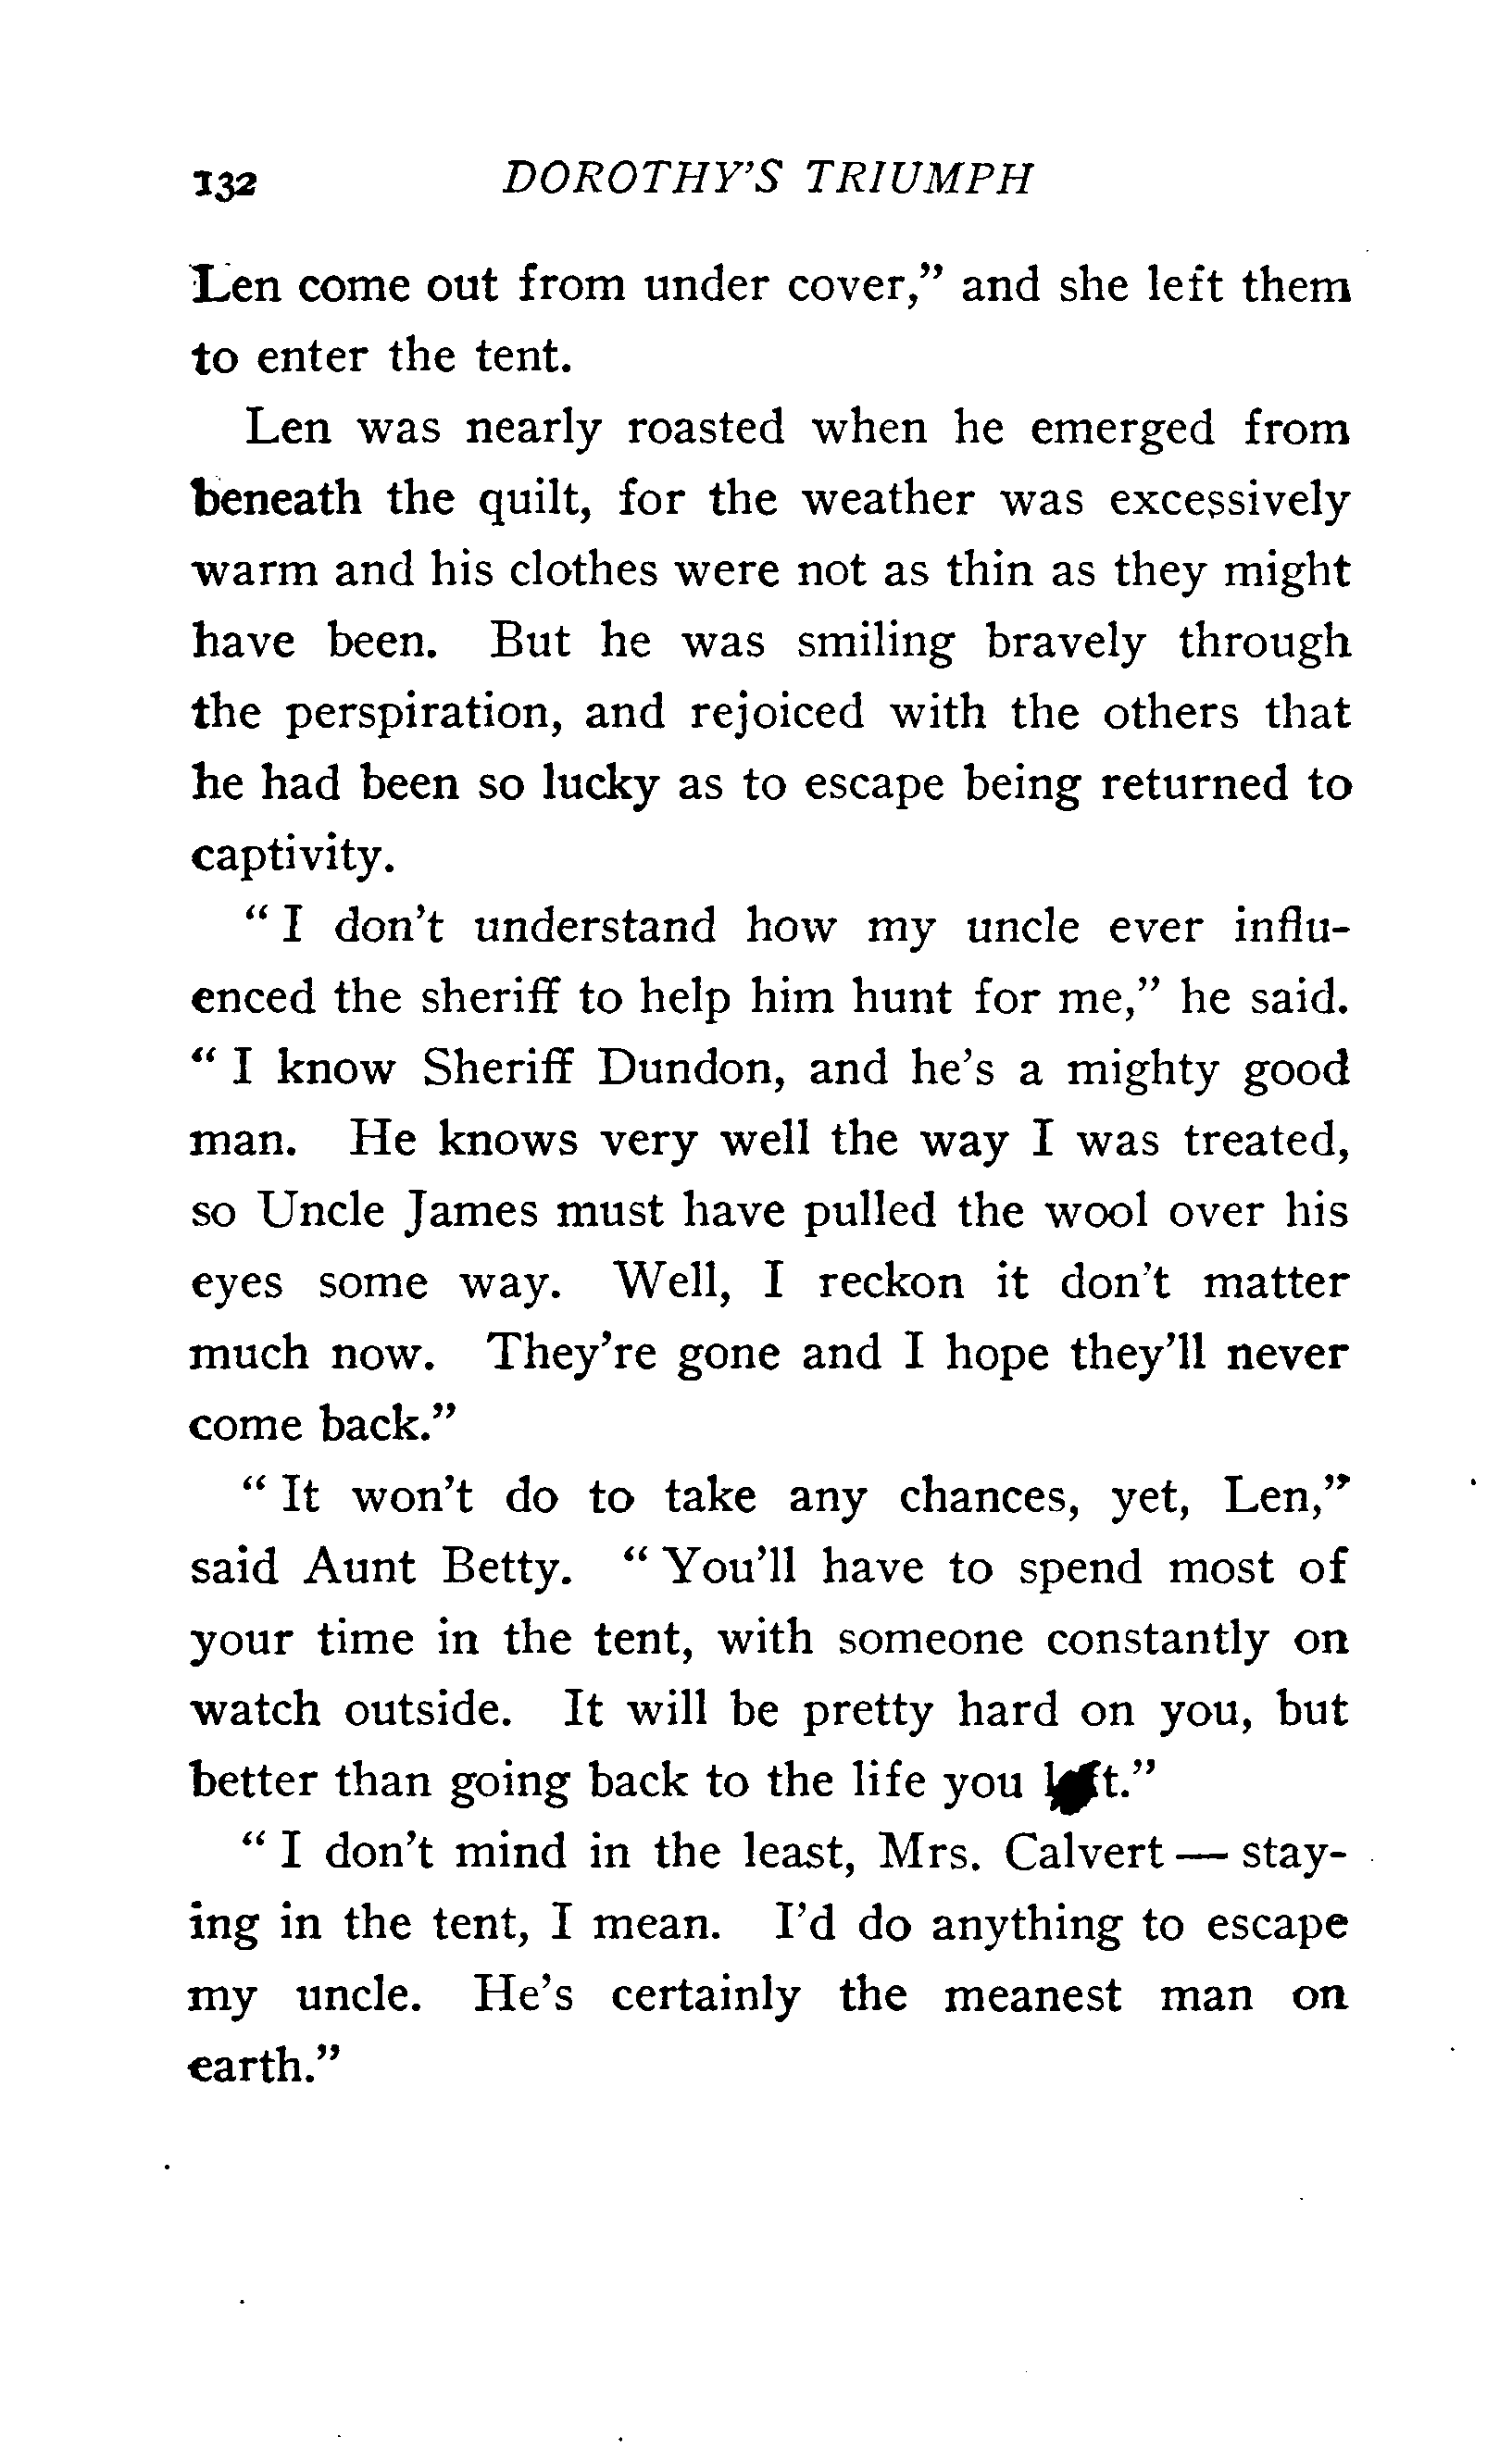 132 DOROTHY'S TRIUMPH
Len come out from under cover," and she left them
to enter the tent.
Len was nearly roasted when he emerged from
beneath the quilt, for the weather was excessively
warm and his clothes were not as thin as they might
have been. But he was smiling bravely through
the perspiration, and rejoiced with the others that
he had been so lucky as to escape being returned to
captivity.
" I don't understand how my uncle ever influ-
enced the sheriff to help him hunt for me," he said.
" I know Sheriff Dundon, and he's a mighty good
man. He knows very well the way I was treated,
so Uncle James must have pulled the wool over his
eyes some way. Well, I reckon it don't matter
much now. They're gone and I hope they'll never
come back."
" It won't do to take any chances, yet, Len,"
said Aunt Betty. " You'll have to spend most of
your time in the tent, with someone constantly on
watch outside. It will be pretty hard on you, but
better than going back to the life you left."
" I don't mind in the least, Mrs. Calvert — stay-
ing in the tent, I mean. I'd do anything to escape
my uncle. He's certainly the meanest man on
earth."